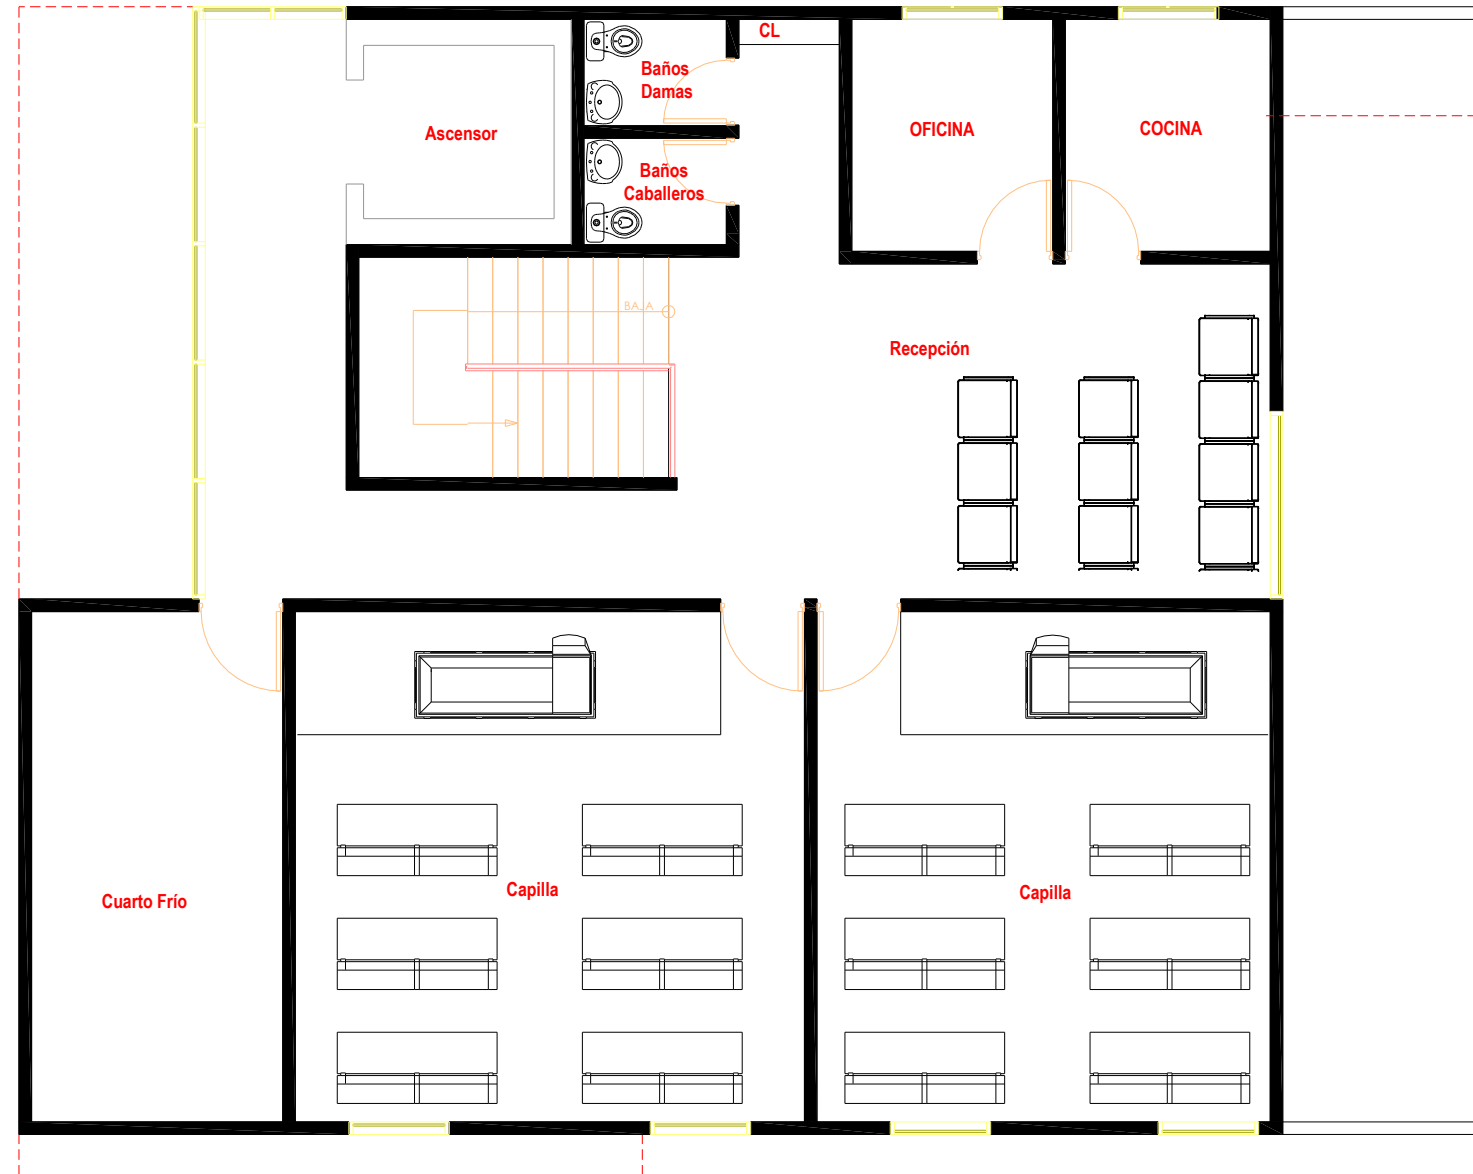 CL
Baños
Damas
Ascensor
OFICINA
COCINA
Baños
Caballeros
BAJA
Recepción
Capilla
Capilla
Cuarto Frío